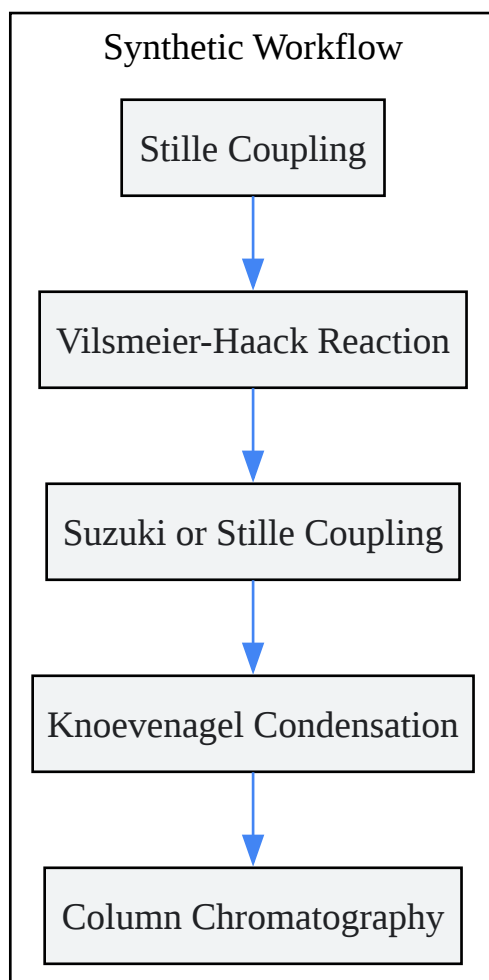 Synthetic Workflow
Stille Coupling
Vilsmeier-Haack Reaction
Suzuki or Stille Coupling
Knoevenagel Condensation
Column Chromatography